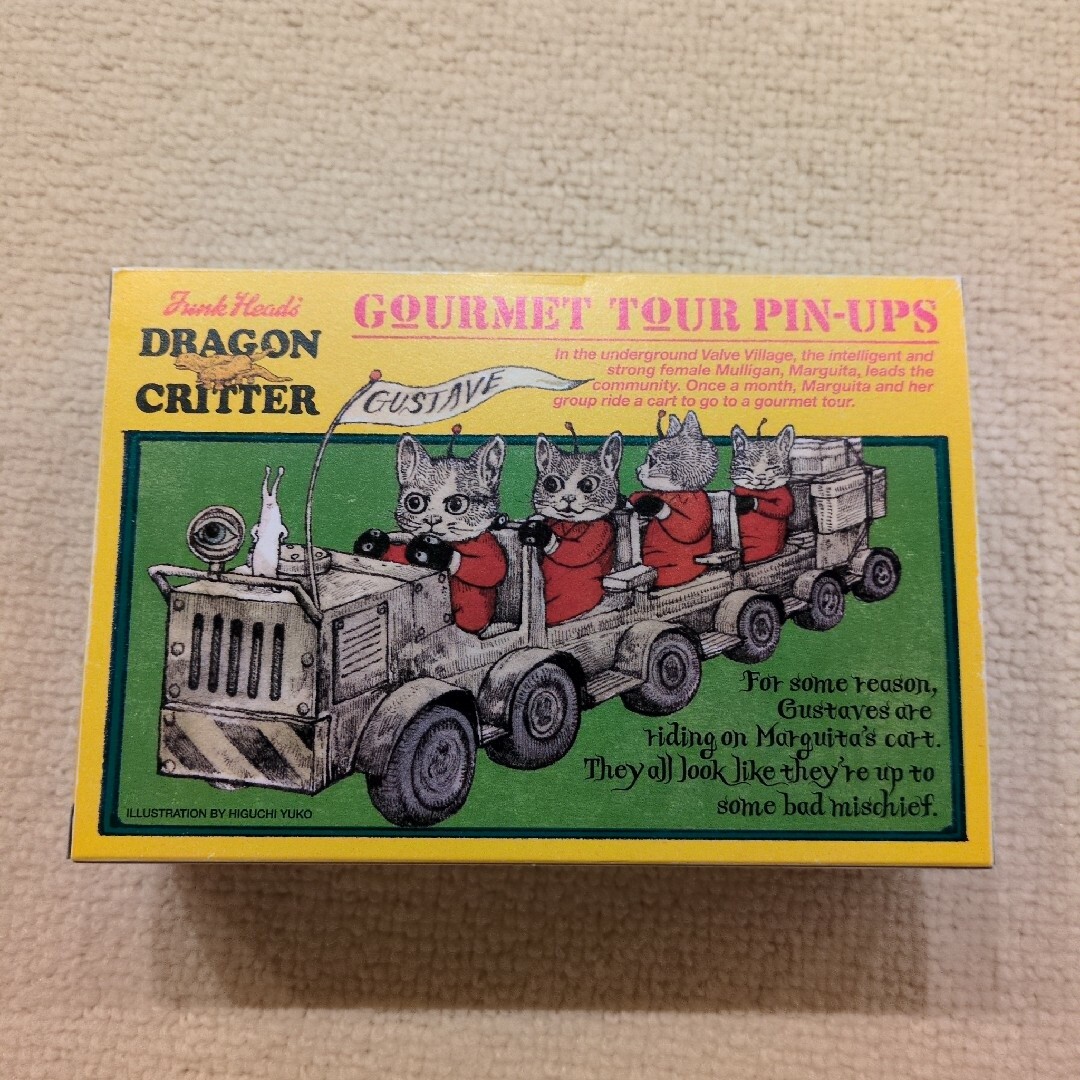 Junk Head's
DRAGON
CRITTER
GOURMET TOUR PIN-UPS
In the underground Valve Village, the intelligent and
strong female Mulligan, Marguita, leads the
community. Once a month, Marguita and her
group ride a cart to go to a gourmet tour.
GUSTAVE
For some reason,
Gustaves are
riding on Marguita's cart.
They all look like they're up to
some bad mischief.
ILLUSTRATION BY HIGUCHI YUKO